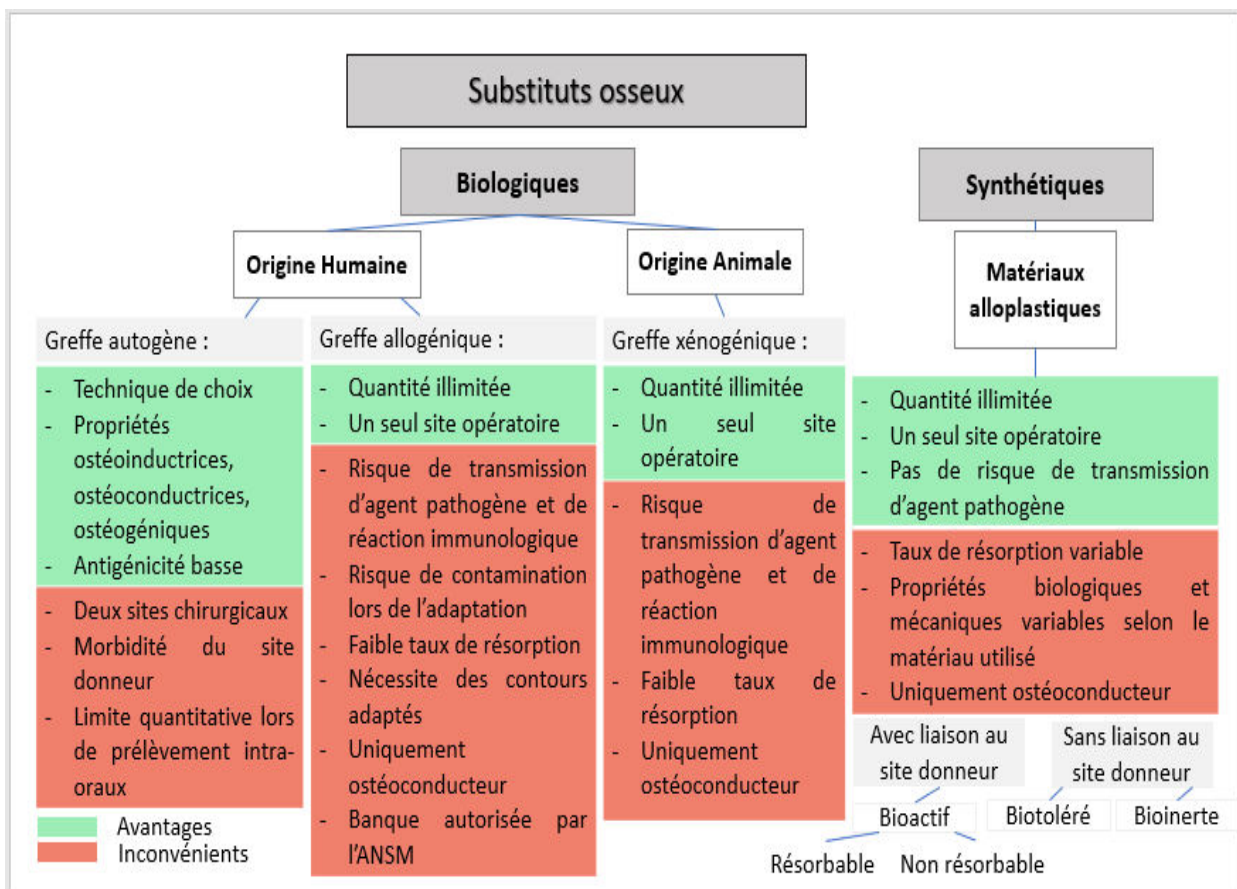 Substituts osseux
Biologiques
Synthétiques
Origine Humaine
Origine Animale
Matériaux
alloplastiques
Greffe autogène :
- Technique de choix
- Propriétés
ostéoinductrices,
ostéoconductrices,
ostéogéniques
- Antigénicité basse
- Deux sites chirurgicaux
- Morbidité du site
donneur
- Limite quantitative lors
de prélèvement intra-
oraux
Greffe allogénique :
- Quantité illimitée
- Un seul site opératoire
- Risque de transmission
d'agent pathogène et de
réaction immunologique
- Risque de contamination
lors de l'adaptation
- Faible taux de résorption
- Nécessite des contours
adaptés
- Uniquement
ostéoconducteur
- Banque autorisée par
l'ANSM
Greffe xénogénique :
- Quantité illimitée
- Un seul site
opératoire
- Risque de
transmission d'agent
pathogène et de
réaction
immunologique
- Faible taux de
résorption
- Uniquement
ostéoconducteur
- Quantité illimitée
- Un seul site opératoire
- Pas de risque de transmission
d'agent pathogène
- Taux de résorption variable
- Propriétés biologiques et
mécaniques variables selon le
matériau utilisé
- Uniquement ostéoconducteur
Avec liaison au
site donneur
Sans liaison au
site donneur
Bioactif
Biotoléré
Bioinerte
Résorbable
Non résorbable
Avantages
Inconvénients